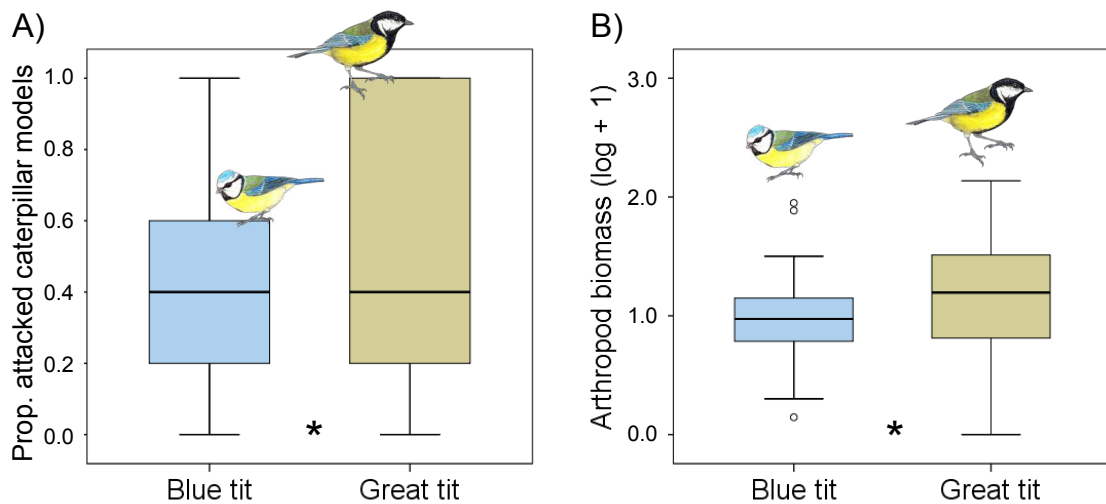 A)
Prop. attacked caterpillar models
1.0
0.8
0.6
0.4
0.2
0.0
*
Blue tit
Great tit
B)
Arthropod biomass (log + 1)
3.0
2.0
1.0
0.0
*
Blue tit
Great tit